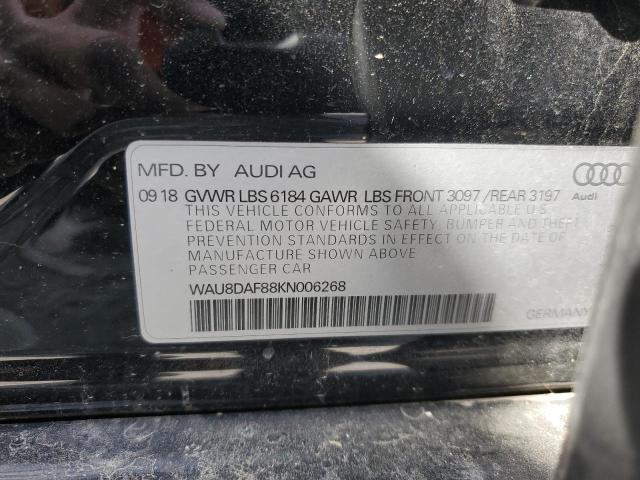 MFD. BY AUDI AG
09 18 GVWR LBS 6184 GAWR LBS FRONT 3097 /REAR 3197
Audi
THIS VEHICLE CONFORMS TO ALL APPLICABLE U.S.
FEDERAL MOTOR VEHICLE SAFETY, BUMPER AND THEFT
PREVENTION STANDARDS IN EFFECT ON THE DATE OF
MANUFACTURE SHOWN ABOVE
PASSENGER CAR
WAU8DAF88KN006268
GERMANY